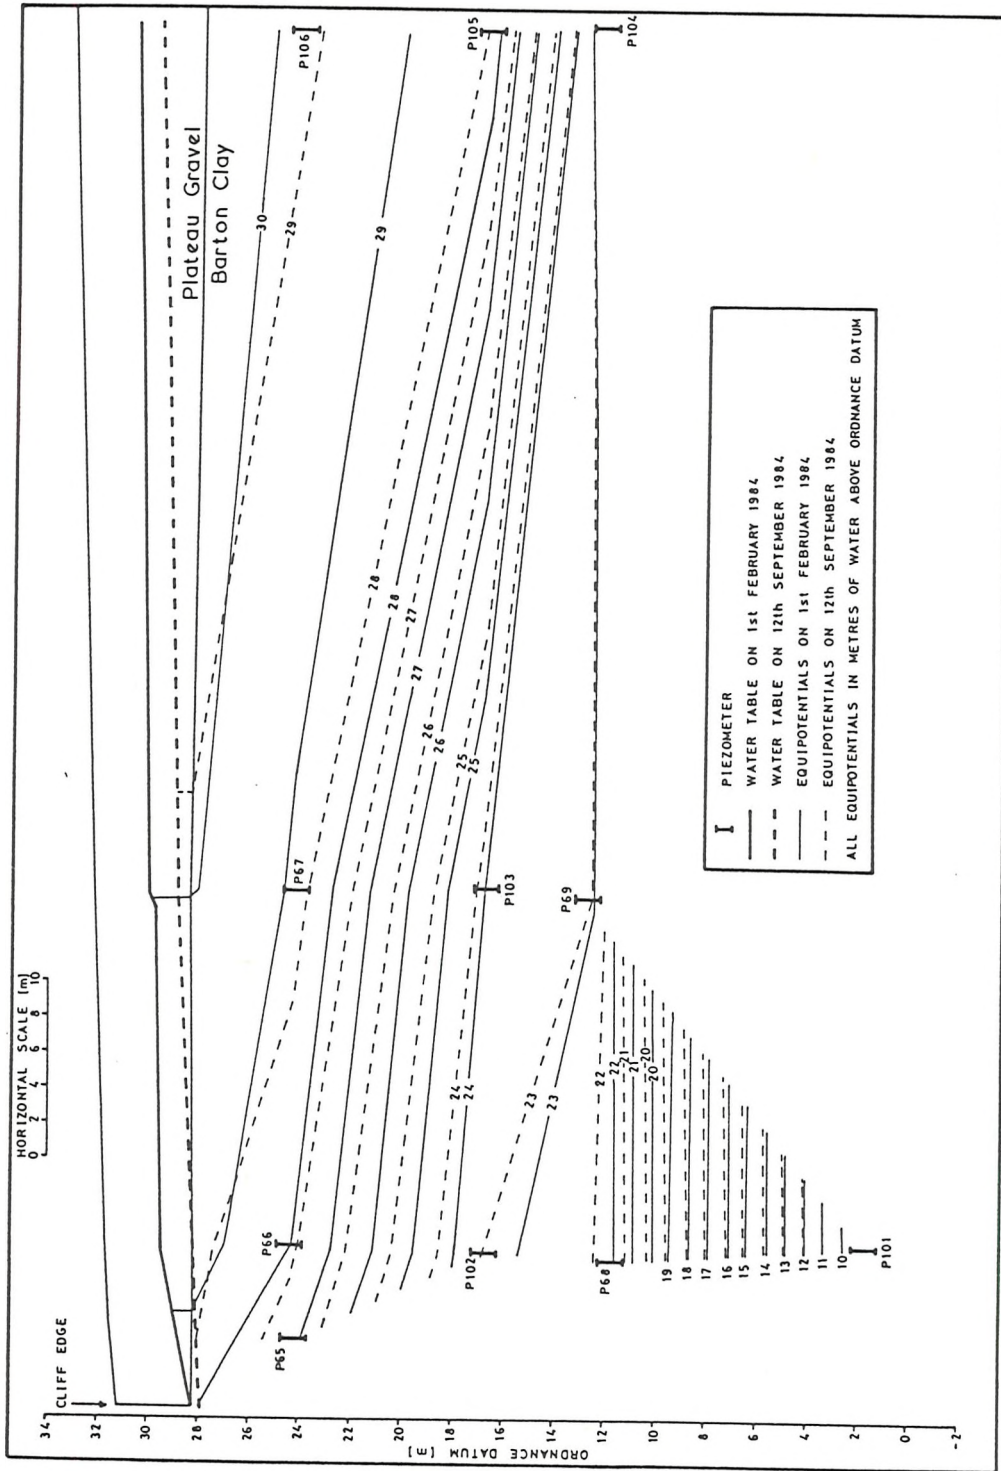 HORIZONTAL SCALE [m]
0 2 4 6 8 10
CLIFF EDGE
Plateau Gravel
Barton Clay
34
30
28
26
24
22
20
18
16
14
12
10
8
6
4
2
0
-2
ORDNANCE DATUM [m]
P65
P66
P67
P106
P105
P104
P103
P69
P102
P68
P101
30
29
29
28
28
27
27
26
26
25
25
24
24
23
23
22
22
21
21
20
20
19
18
17
16
15
14
13
12
11
10
PIEZOMETER
WATER TABLE ON 1st FEBRUARY 1984
WATER TABLE ON 12th SEPTEMBER 1984
EQUIPOTENTIALS ON 1st FEBRUARY 1984
EQUIPOTENTIALS ON 12th SEPTEMBER 1984
ALL EQUIPOTENTIALS IN METRES OF WATER ABOVE ORDNANCE DATUM